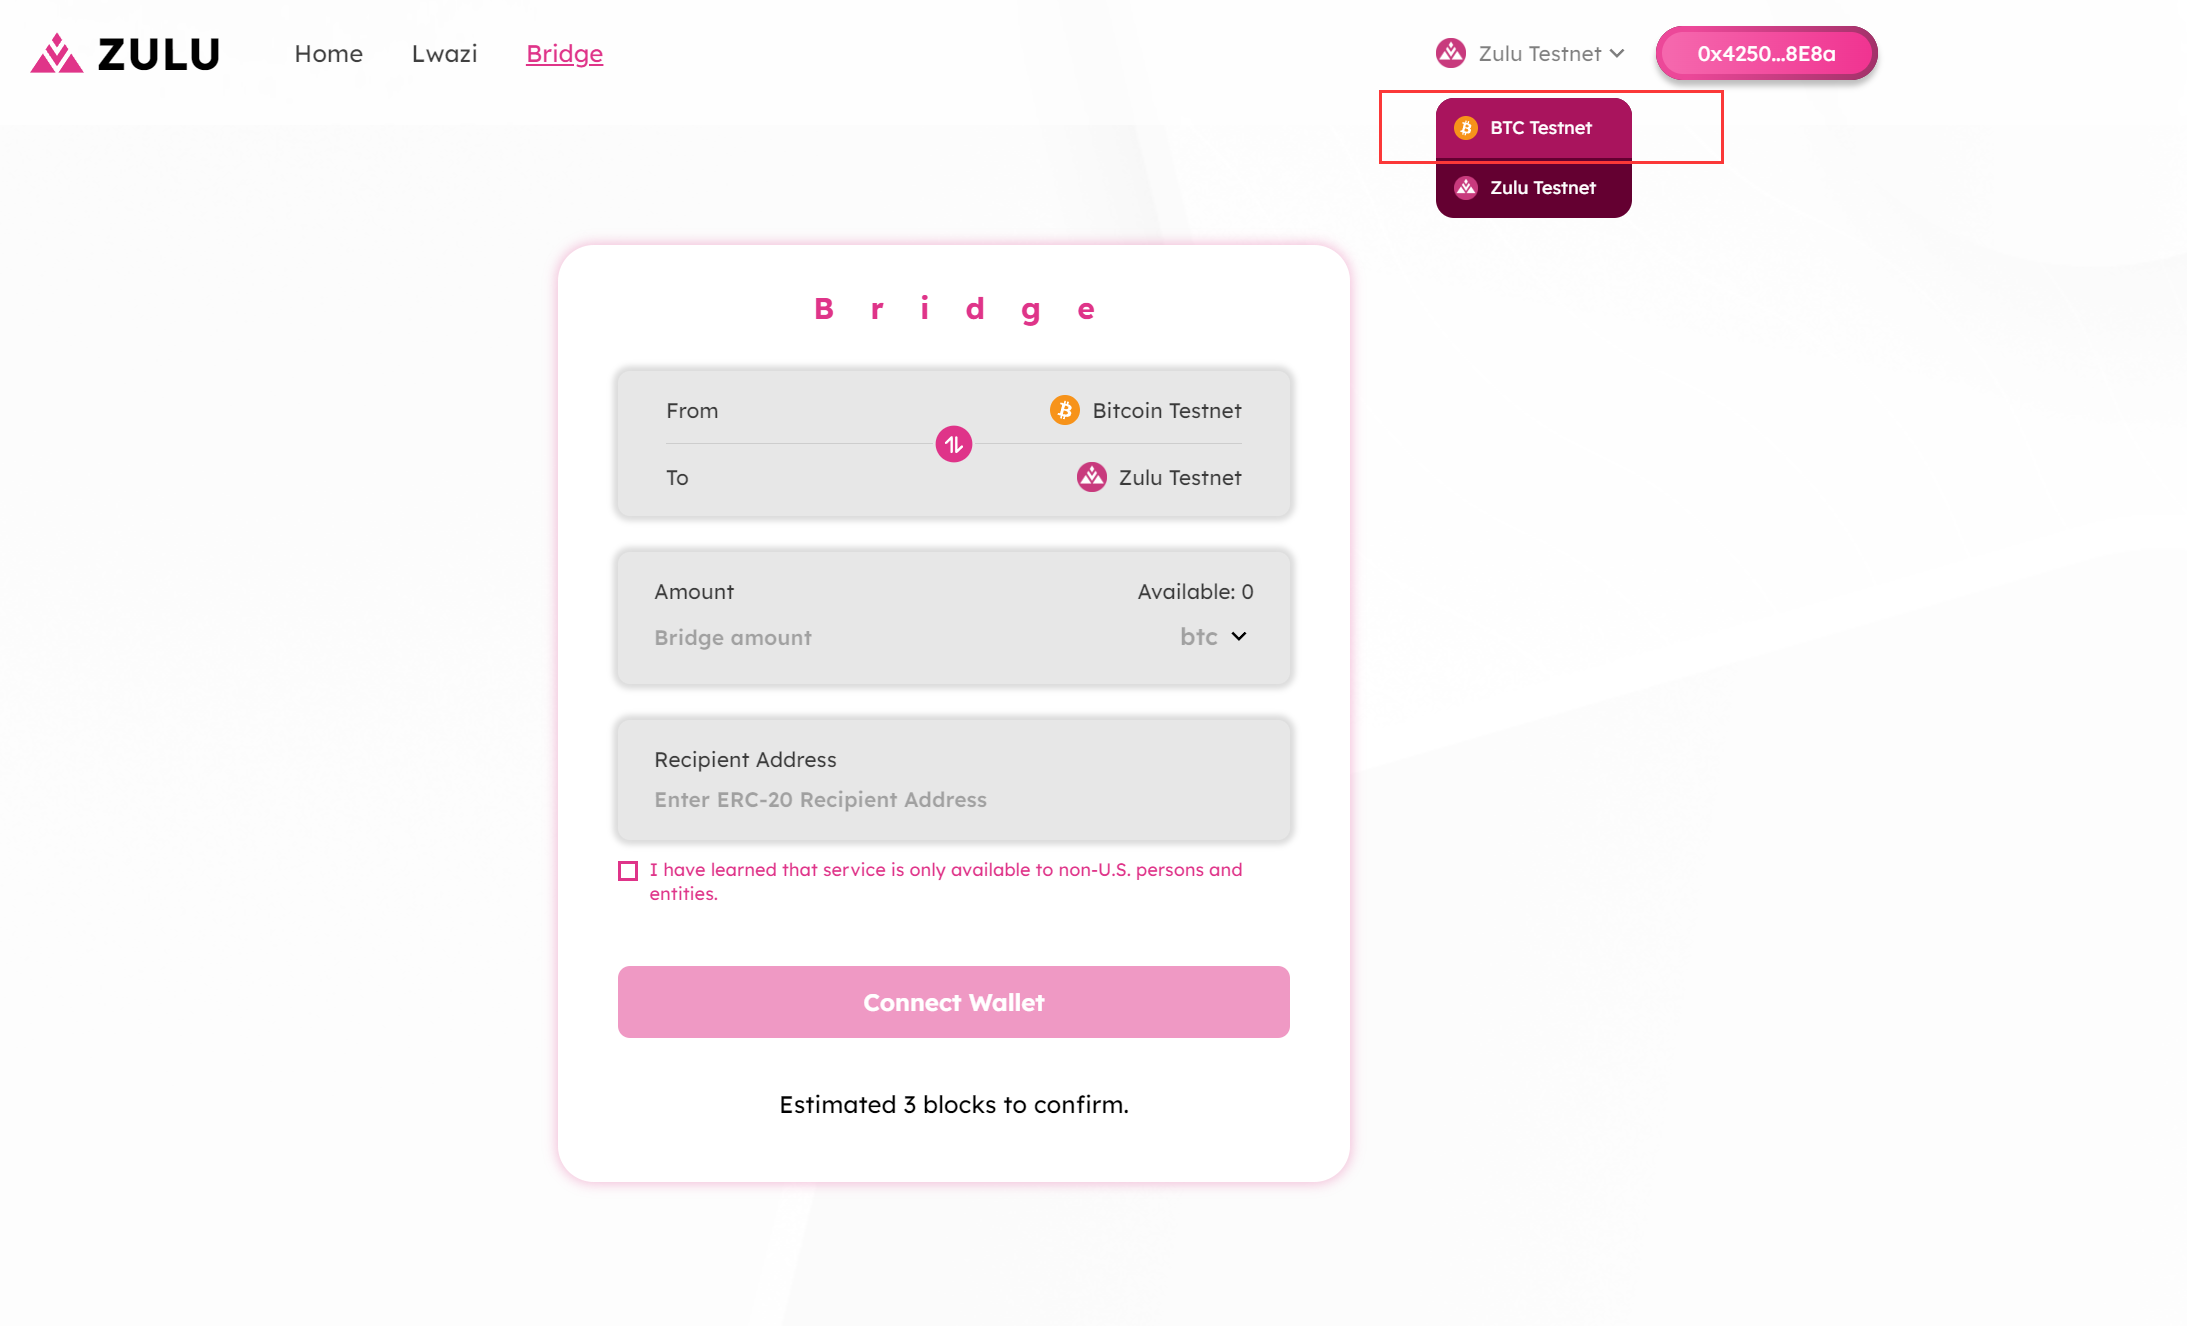 ZULU
Home
Lwazi
Bridge
Zulu Testnet
0x4250...8E8a
BTC Testnet
Zulu Testnet
Bridge
From
Bitcoin Testnet
To
Zulu Testnet
Amount
Available: 0
Bridge amount
btc
Recipient Address
Enter ERC-20 Recipient Address
I have learned that service is only available to non-U.S. persons and
entities.
Connect Wallet
Estimated 3 blocks to confirm.